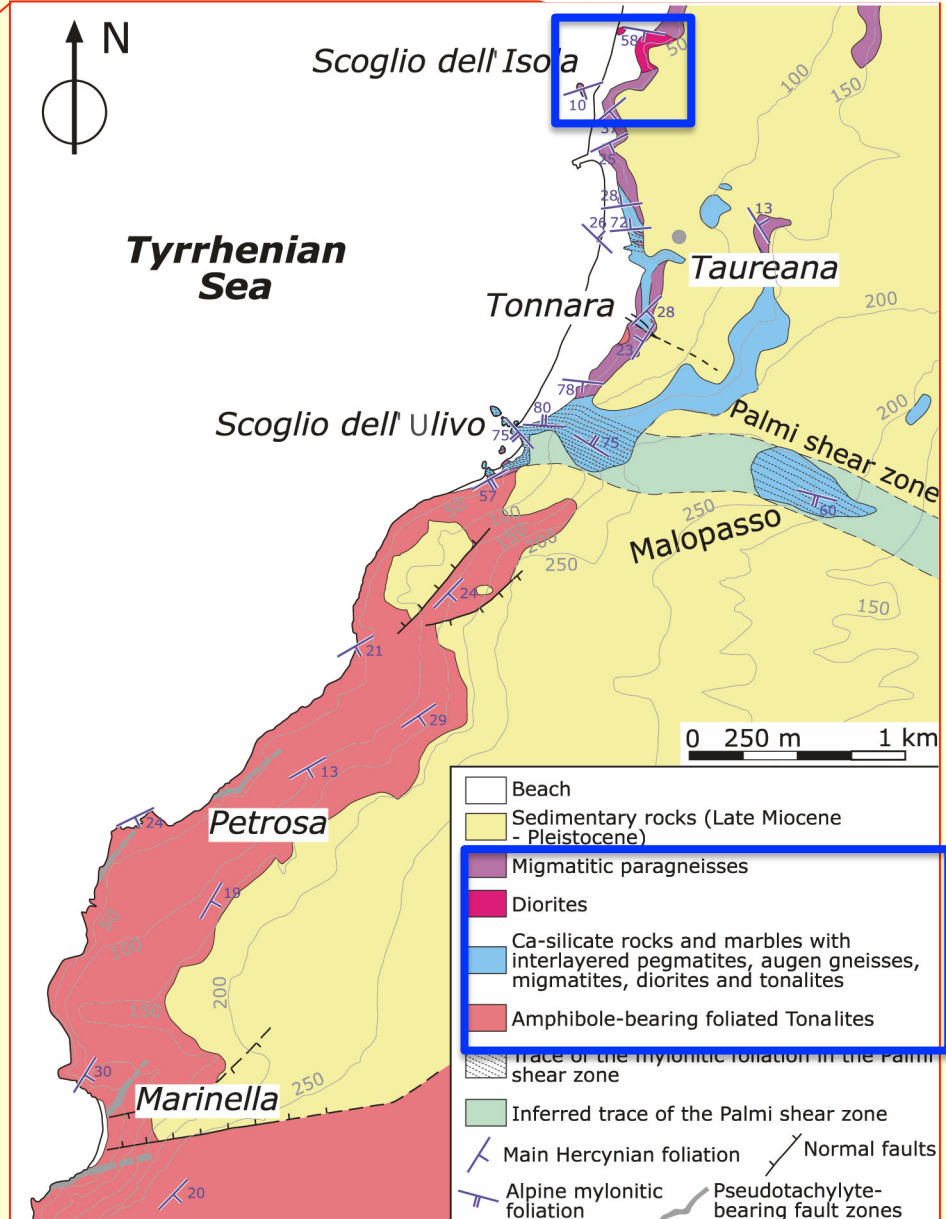 N
58
50
Scoglio dell'Isola
10
37
25
100
150
28
26
72
13
Tyrrhenian
Sea
Taureana
Tonnara
28
200
23
78
80
Scoglio dell'Ulivo
75
75
200
Palmi shear zone
57
50
100
150
200
250
250
60
Malopasso
250
24
150
21
29
0 250 m 1 km
13
24
Petrosa
19
50
100
200
150
30
250
Marinella
20
Beach
Sedimentary rocks (Late Miocene
- Pleistocene)
Migmatitic paragneisses
Diorites
Ca-silicate rocks and marbles with
interlayered pegmatites, augen gneisses,
migmatites, diorites and tonalites
Amphibole-bearing foliated Tonalites
Trace of the mylonitic foliation in the Palmi
shear zone
Inferred trace of the Palmi shear zone
Main Hercynian foliation
Normal faults
Alpine mylonitic
foliation
Pseudotachylyte-
bearing fault zones